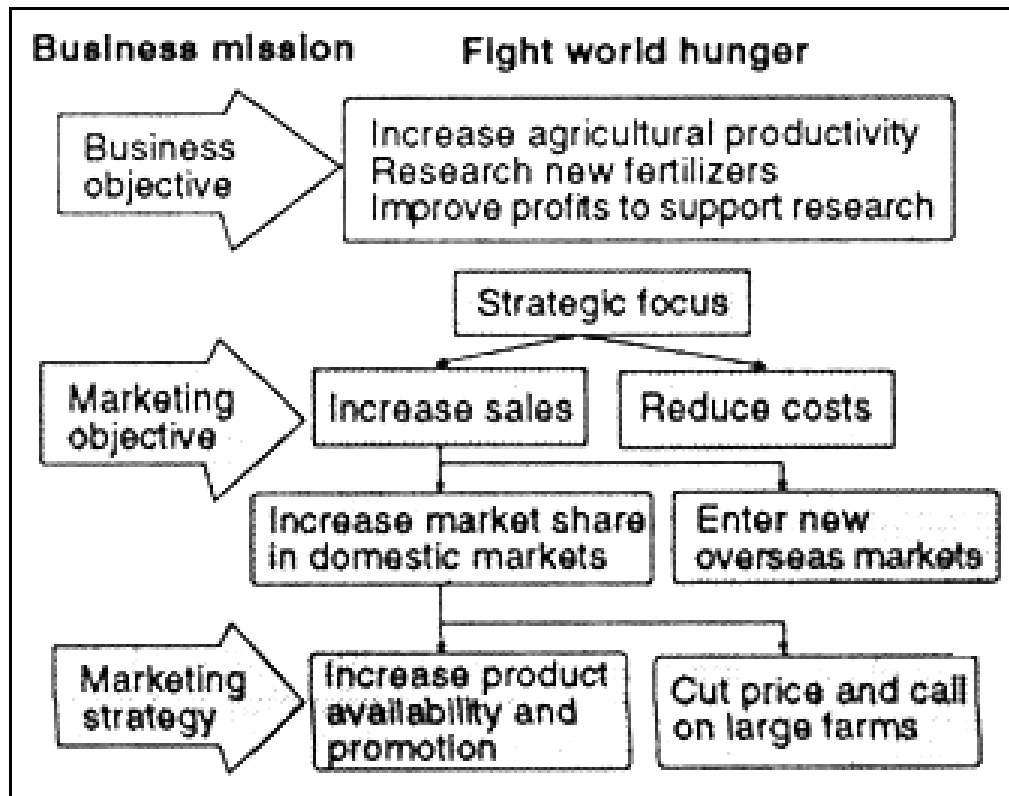 Business mission
Fight world hunger
Business
objective
Increase agricultural productivity
Research new fertilizers
Improve profits to support research
Strategic focus
Marketing
objective
Increase sales
Reduce costs
Increase market share
in domestic markets
Enter new
overseas markets
Marketing
strategy
Increase product
availability and
promotion
Cut price and call
on large farms